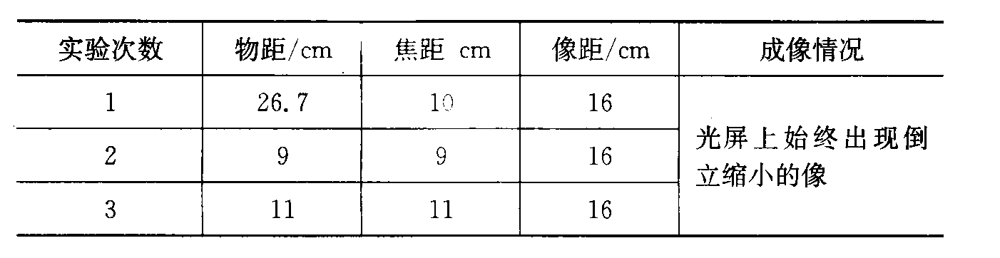 实验次数 物距/cm 焦距 cm 像距/cm 成像情况
1 26.7 10 16
2 9 9 16
3 11 11 16
光屏上始终出现倒
立缩小的像